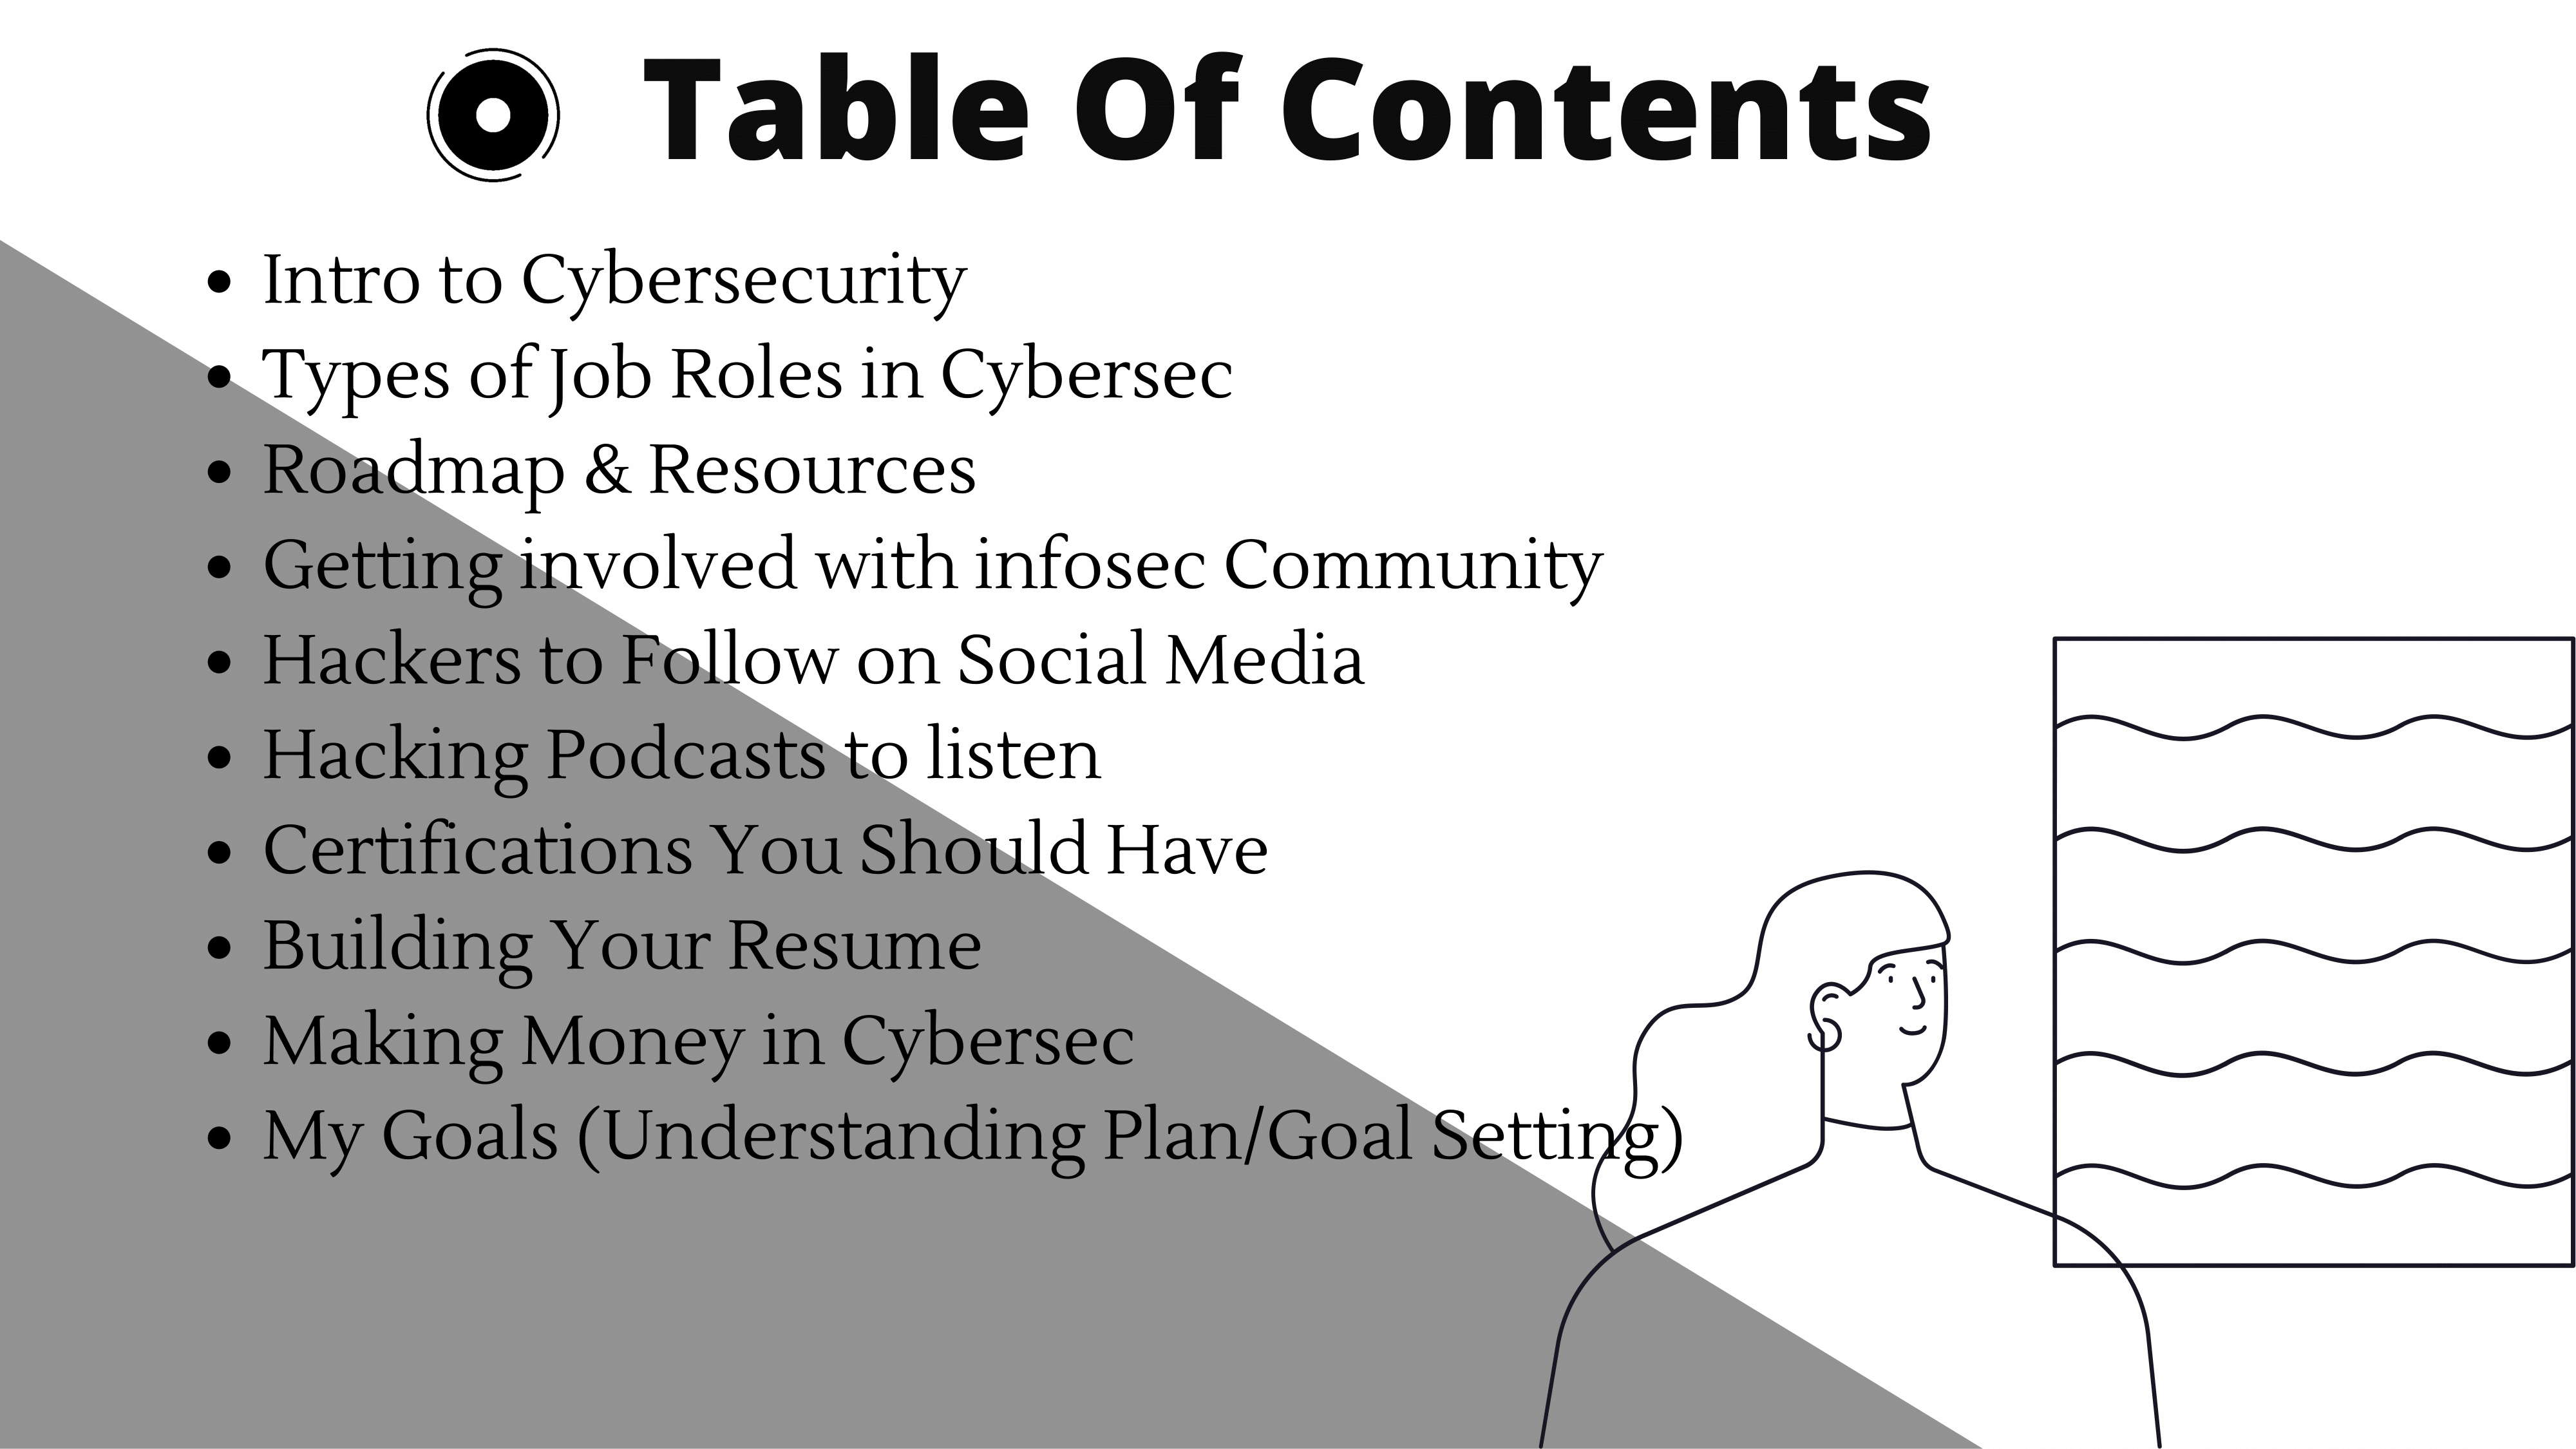 Table Of Contents
• Intro to Cybersecurity
• Types of Job Roles in Cybersec
• Roadmap & Resources
• Getting involved with infosec Community
• Hackers to Follow on Social Media
• Hacking Podcasts to listen
• Certifications You Should Have
• Building Your Resume
• Making Money in Cybersec
• My Goals (Understanding Plan/Goal Setting)